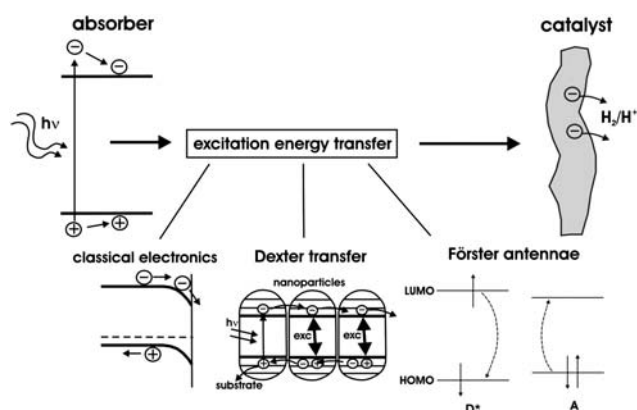 absorber
catalyst
hν
excitation energy transfer
H₂/H⁺
classical electronics
Dexter transfer
Förster antennae
nanoparticles
LUMO
hν
exc
exc
substrate
HOMO
D*
A